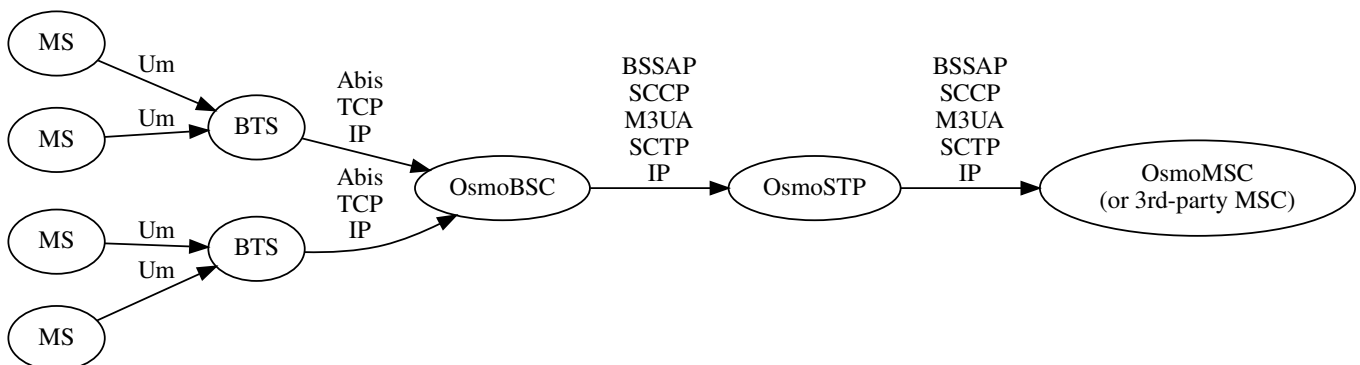 MS
Um
MS
Um
BTS
Abis
TCP
IP
MS
Um
MS
Um
BTS
Abis
TCP
IP
OsmoBSC
BSSAP
SCCP
M3UA
SCTP
IP
OsmoSTP
BSSAP
SCCP
M3UA
SCTP
IP
OsmoMSC
(or 3rd-party MSC)